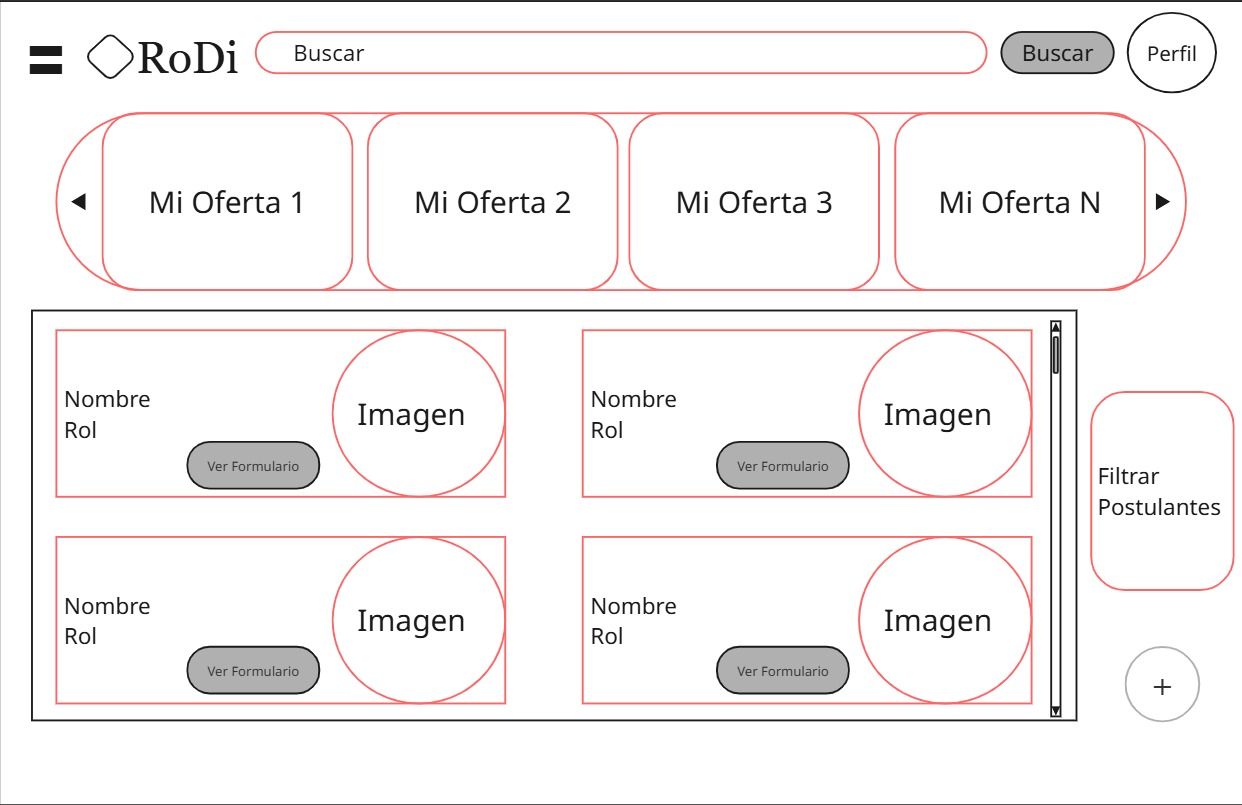 RoDi
Buscar
Buscar
Perfil
Mi Oferta 1
Mi Oferta 2
Mi Oferta 3
Mi Oferta N
Nombre
Rol
Ver Formulario
Imagen
Nombre
Rol
Ver Formulario
Imagen
Filtrar
Postulantes
Nombre
Rol
Ver Formulario
Imagen
Nombre
Rol
Ver Formulario
Imagen
+